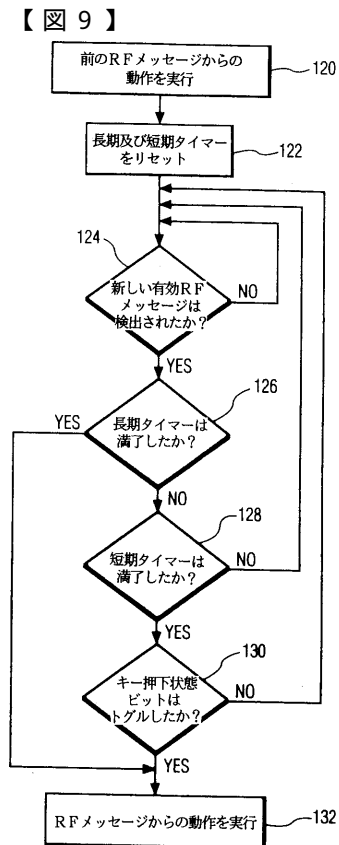 【図9】
前のRFメッセージからの
動作を実行
120
長期及び短期タイマー
をリセット
122
124
新しい有効RF
メッセージは
検出されたか?
NO
YES
126
YES
長期タイマーは
満了したか?
NO
128
短期タイマーは
満了したか?
NO
YES
130
キー押下状態
ビットは
トグルしたか?
NO
YES
RFメッセージからの動作を実行
132